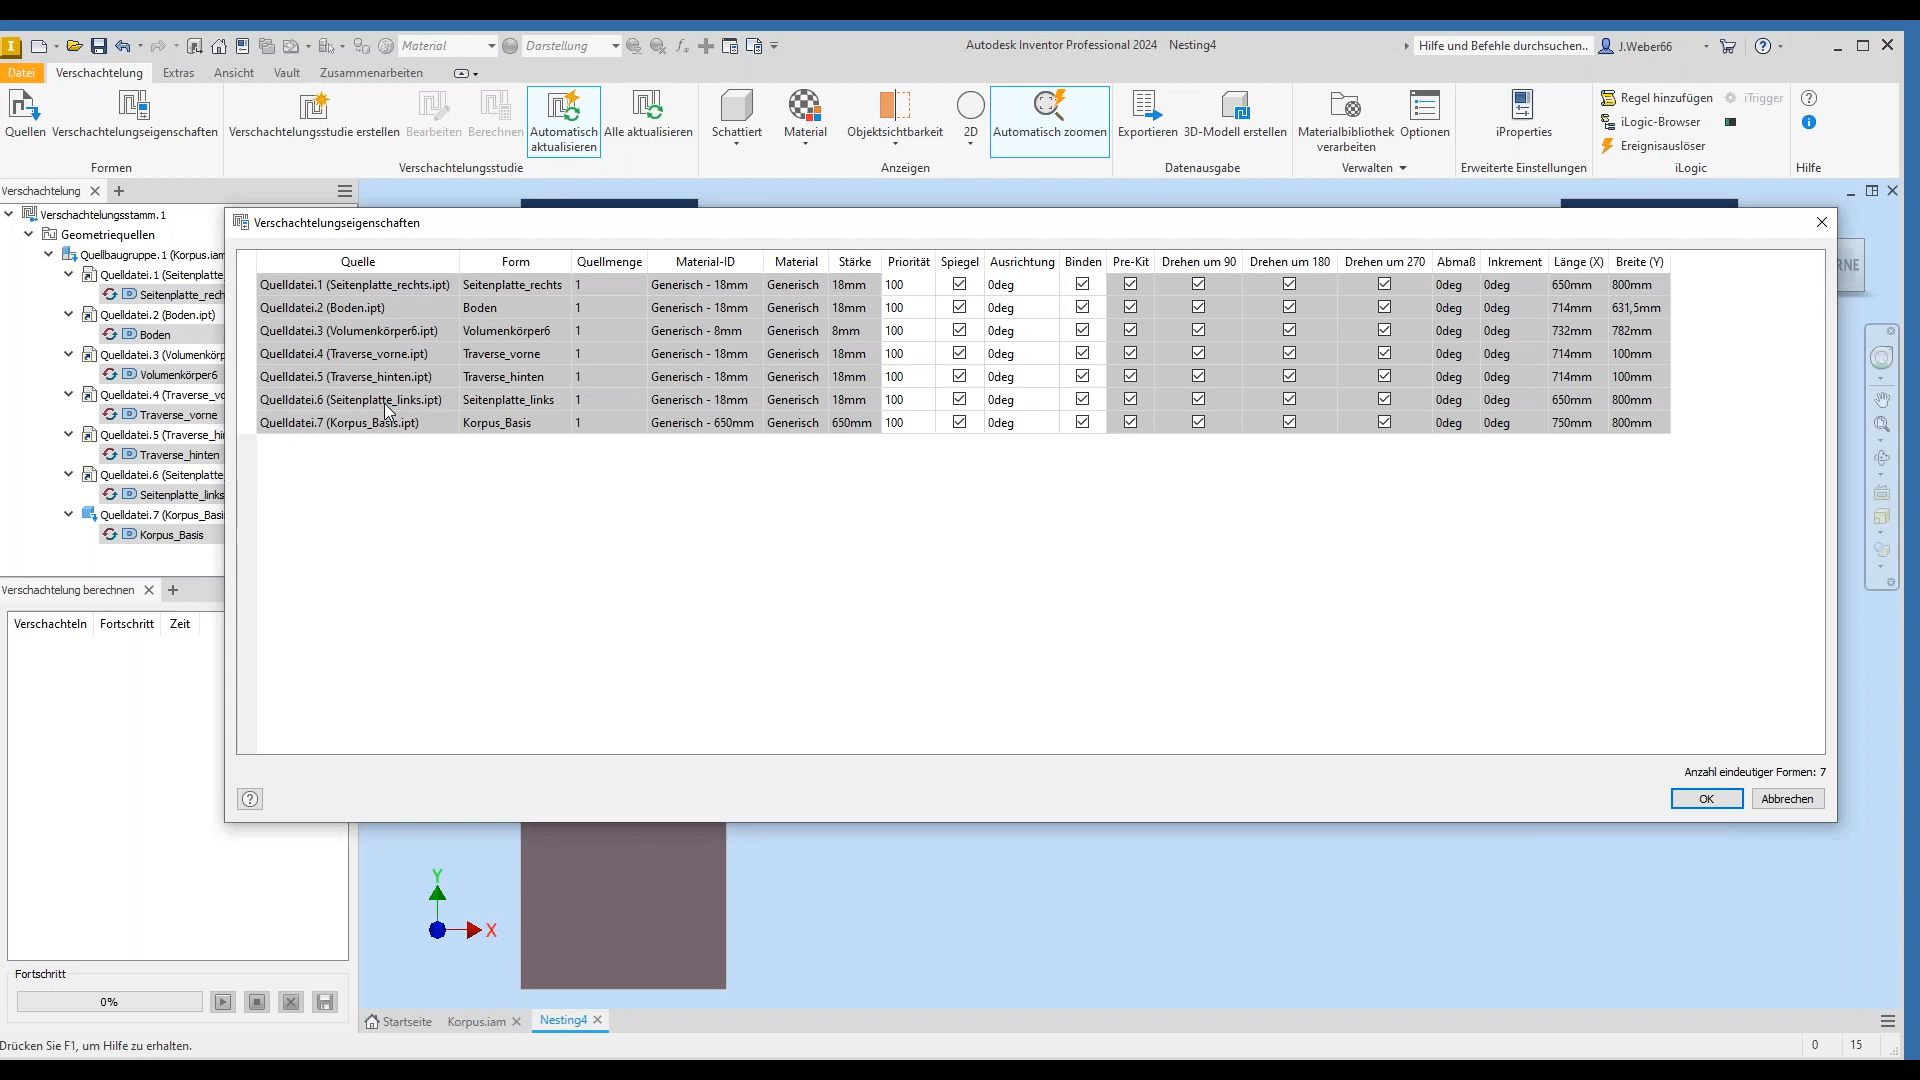 Material
Darstellung
Autodesk Inventor Professional 2024 Nesting4
Hilfe und Befehle durchsuchen..
J.Weber66
Datei Verschachtelung Extras Ansicht Vault Zusammenarbeiten
Quellen Verschachtelungseigenschaften
Formen
Verschachtelungsstudie erstellen Bearbeiten Berechnen Automatisch aktualisieren Alle aktualisieren
Verschachtelungsstudie
Schattiert Material Objektsichtbarkeit 2D Automatisch zoomen
Anzeigen
Exportieren 3D-Modell erstellen
Datenausgabe
Materialbibliothek verarbeiten Optionen
Verwalten
iProperties
Erweiterte Einstellungen
Regel hinzufügen iTrigger
iLogic-Browser
Ereignisauslöser
iLogic
Hilfe
Verschachtelung
Verschachtelungsstamm.1
Geometriequellen
Quellbaugruppe.1 (Korpus.iam
Quelldatei.1 (Seitenplatte
Seitenplatte_rech
Quelldatei.2 (Boden.ipt)
Boden
Quelldatei.3 (Volumenkörp
Volumenkörper6
Quelldatei.4 (Traverse_vo
Traverse_vorne
Quelldatei.5 (Traverse_hin
Traverse_hinten
Quelldatei.6 (Seitenplatte
Seitenplatte_links
Quelldatei.7 (Korpus_Basi
Korpus_Basis
Verschachtelungseigenschaften
Quelle Form Quellmenge Material-ID Material Stärke Priorität Spiegel Ausrichtung Binden Pre-Kit Drehen um 90 Drehen um 180 Drehen um 270 Abmaß Inkrement Länge (X) Breite (Y)
Quelldatei.1 (Seitenplatte_rechts.ipt) Seitenplatte_rechts 1 Generisch - 18mm Generisch 18mm 100 0deg 0deg 0deg 650mm 800mm
Quelldatei.2 (Boden.ipt) Boden 1 Generisch - 18mm Generisch 18mm 100 0deg 0deg 0deg 714mm 631,5mm
Quelldatei.3 (Volumenkörper6.ipt) Volumenkörper6 1 Generisch - 8mm Generisch 8mm 100 0deg 0deg 0deg 732mm 782mm
Quelldatei.4 (Traverse_vorne.ipt) Traverse_vorne 1 Generisch - 18mm Generisch 18mm 100 0deg 0deg 0deg 714mm 100mm
Quelldatei.5 (Traverse_hinten.ipt) Traverse_hinten 1 Generisch - 18mm Generisch 18mm 100 0deg 0deg 0deg 714mm 100mm
Quelldatei.6 (Seitenplatte_links.ipt) Seitenplatte_links 1 Generisch - 18mm Generisch 18mm 100 0deg 0deg 0deg 650mm 800mm
Quelldatei.7 (Korpus_Basis.ipt) Korpus_Basis 1 Generisch - 650mm Generisch 650mm 100 0deg 0deg 0deg 750mm 800mm
Anzahl eindeutiger Formen: 7
OK Abbrechen
RNE
Verschachtelung berechnen
Verschachteln Fortschritt Zeit
Y
X
Fortschritt
0%
Startseite Korpus.iam Nesting4
Drücken Sie F1, um Hilfe zu erhalten.
0 15